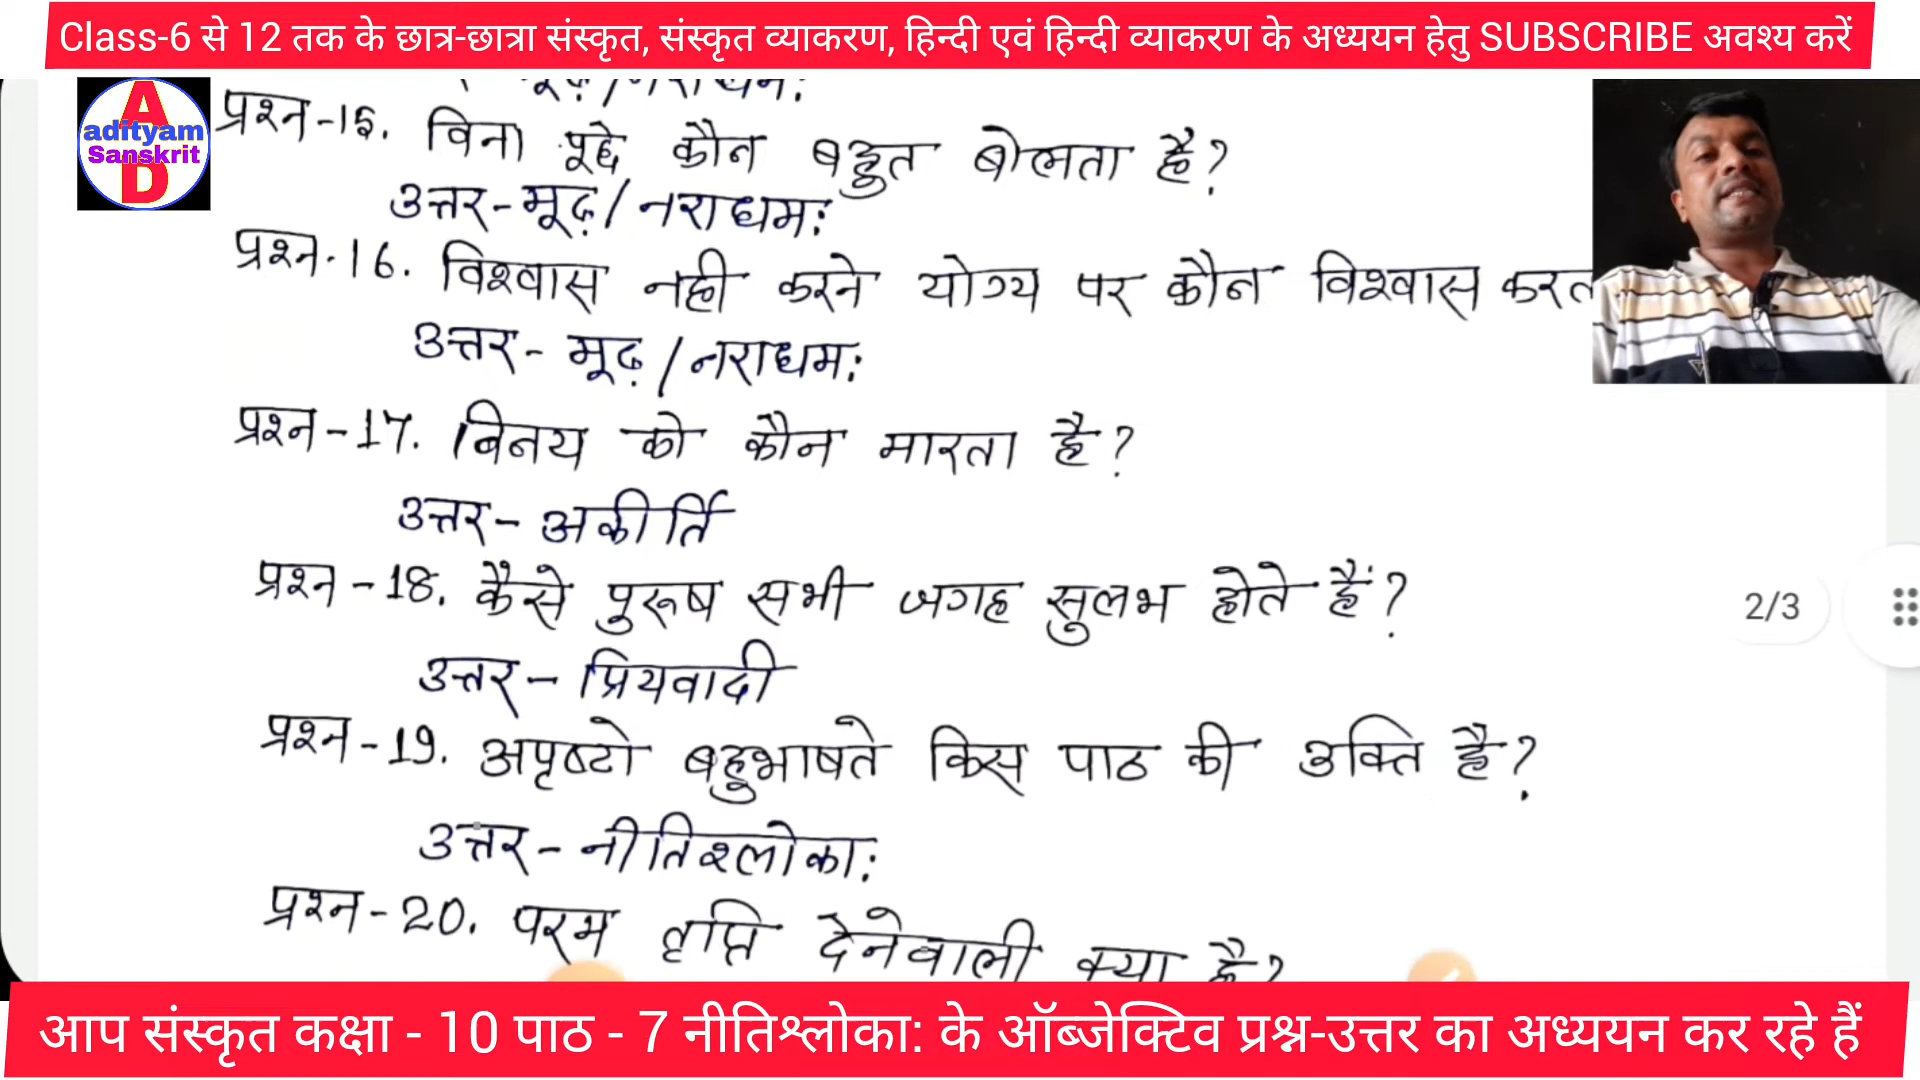 Class-6 से 12 तक के छात्र-छात्रा संस्कृत, संस्कृत व्याकरण, हिन्दी एवं हिन्दी व्याकरण के अध्ययन हेतु SUBSCRIBE अवश्य करें
A
adityam
Sanskrit
D
प्रश्न-15. विना पूछे कौन बहुत बोलता है?
उत्तर-मूढ़/नराधमः
प्रश्न-16. विश्वास नही करने योग्य पर कौन विश्वास करत
उत्तर- मूढ़/नराधमः
प्रश्न-17. विनय को कौन मारता है?
उत्तर- अकीर्ति
प्रश्न-18. कैसे पुरूष सभी जगह सुलभ होते हैं?
उत्तर- प्रियवादी
2/3
प्रश्न-19. अपृष्टो बहुभाषते किस पाठ की उक्ति है?
उत्तर- नीतिश्लोकाः
प्रश्न-20. परम तृप्ति देनेवाली क्या है?
आप संस्कृत कक्षा - 10 पाठ - 7 नीतिश्लोका: के ऑब्जेक्टिव प्रश्न-उत्तर का अध्ययन कर रहे हैं